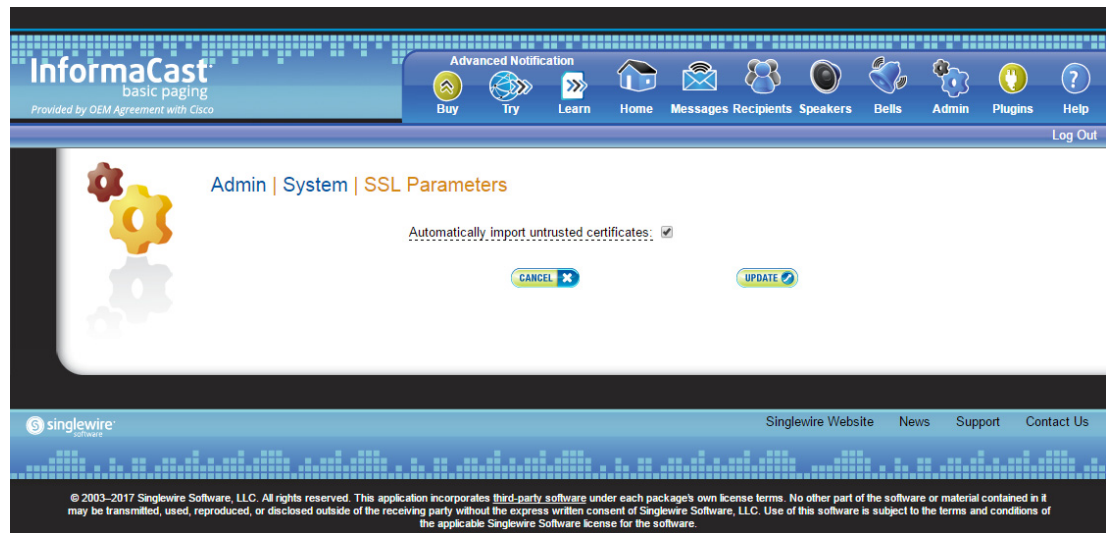 InformaCast
basic paging
Provided by OEM Agreement with Cisco
Advanced Notification
Buy Try Learn Home Messages Recipients Speakers Bells Admin Plugins Help
Log Out
Admin | System | SSL Parameters
Automatically import untrusted certificates:
CANCEL UPDATE
singlewire
software
Singlewire Website News Support Contact Us
© 2003–2017 Singlewire Software, LLC. All rights reserved. This application incorporates third-party software under each package's own license terms. No other part of the software or material contained in it
may be transmitted, used, reproduced, or disclosed outside of the receiving party without the express written consent of Singlewire Software, LLC. Use of this software is subject to the terms and conditions of
the applicable Singlewire Software license for the software.